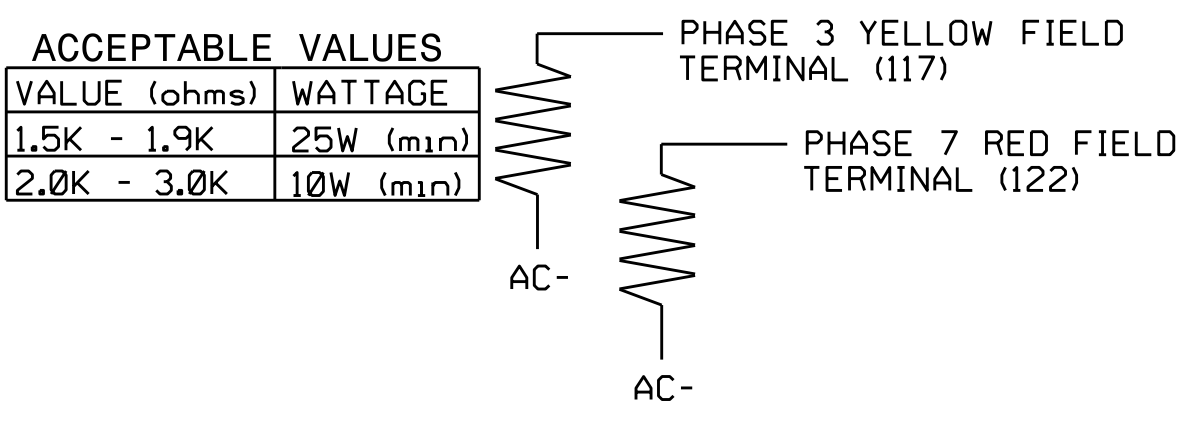 ACCEPTABLE VALUES
VALUE (ohms) WATTAGE
1.5K - 1.9K 25W (min)
2.0K - 3.0K 10W (min)
PHASE 3 YELLOW FIELD
TERMINAL (117)
AC-
PHASE 7 RED FIELD
TERMINAL (122)
AC-